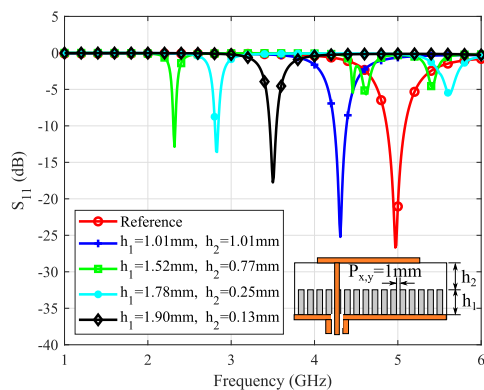 5
0
-5
-10
-15
-20
-25
-30
-35
-40
S11 (dB)
Reference
h1=1.01mm, h2=1.01mm
h1=1.52mm, h2=0.77mm
h1=1.78mm, h2=0.25mm
h1=1.90mm, h2=0.13mm
Px,y=1mm
h2
h1
1 2 3 4 5 6
Frequency (GHz)